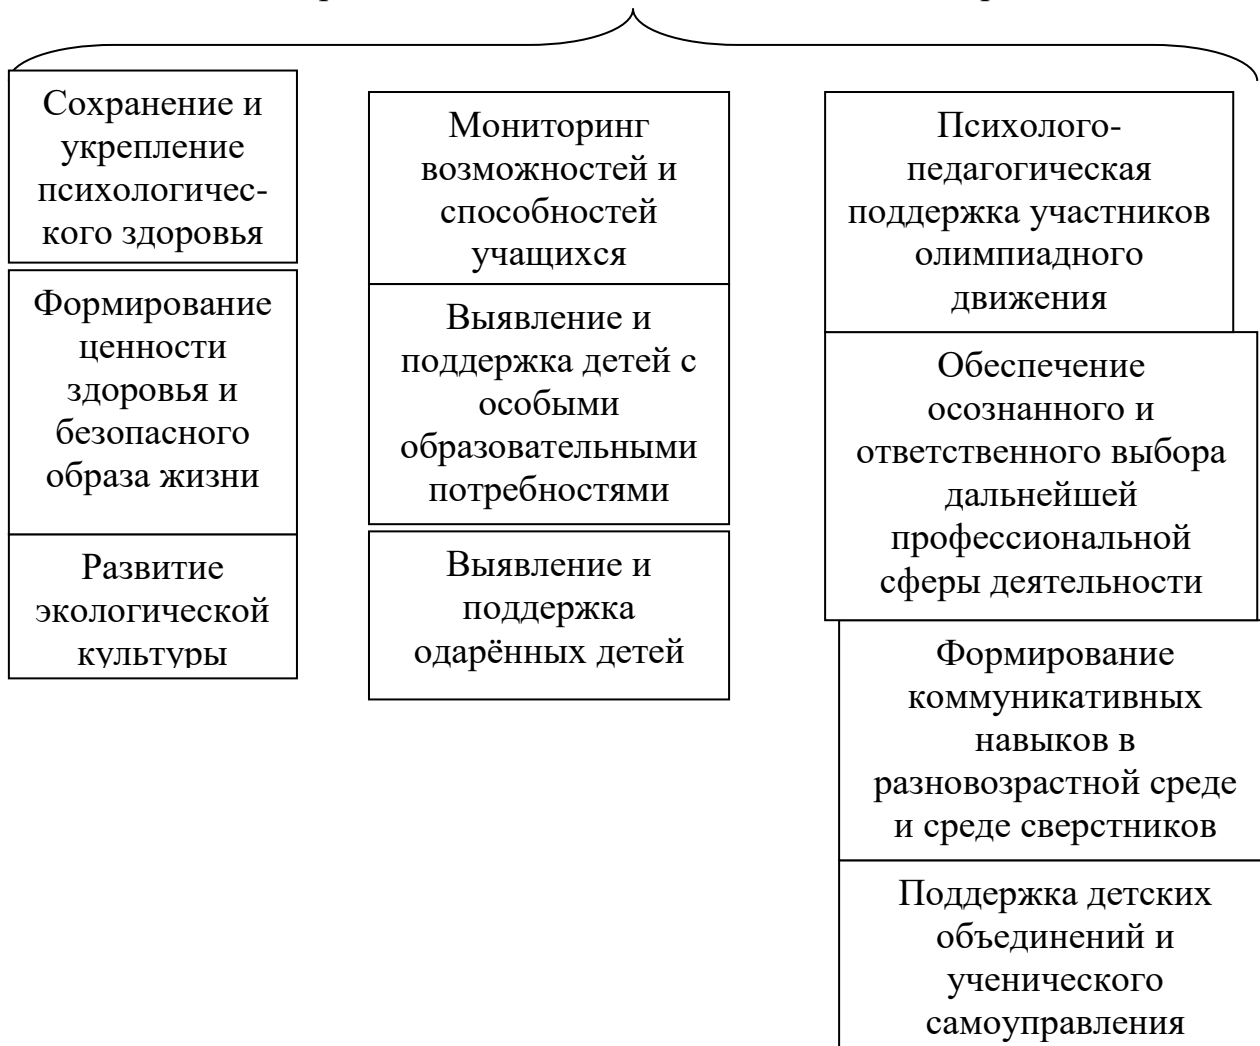 Сохранение и
укрепление
психологичес-
кого здоровья
Формирование
ценности
здоровья и
безопасного
образа жизни
Развитие
экологической
культуры
Мониторинг
возможностей и
способностей
учащихся
Выявление и
поддержка детей с
особыми
образовательными
потребностями
Выявление и
поддержка
одарённых детей
Психолого-
педагогическая
поддержка участников
олимпиадного
движения
Обеспечение
осознанного и
ответственного выбора
дальнейшей
профессиональной
сферы деятельности
Формирование
коммуникативных
навыков в
разновозрастной среде
и среде сверстников
Поддержка детских
объединений и
ученического
самоуправления